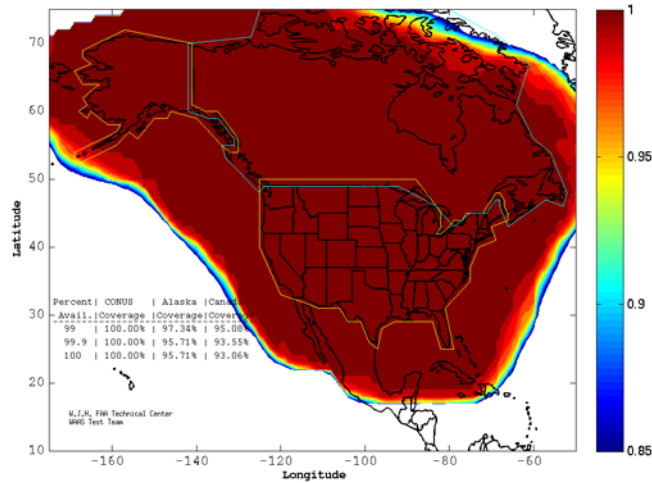 70
60
50
40
30
20
10
Latitude
Percent| CONUS | Alaska |Canada
Avail.|Coverage |Coverage|Coverage
99 | 100.00% | 97.34% | 95.08%
99.9 | 100.00% | 95.71% | 93.55%
100 | 100.00% | 95.71% | 93.06%
W.J.H. FAA Technical Center
WAAS Test Team
-160 -140 -120 -100 -80 -60
Longitude
1
0.95
0.9
0.85